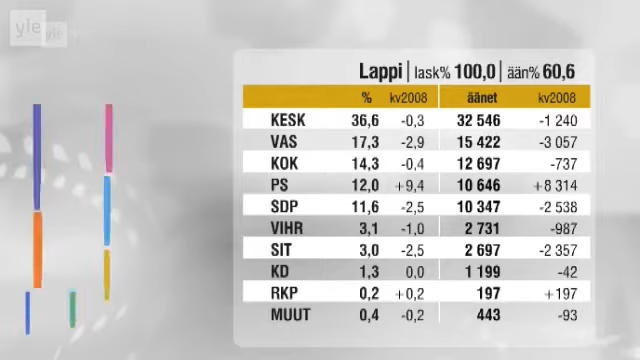 yle
yle
Lappi | lask% 100,0 | ään% 60,6
% kv2008 äänet kv2008
KESK 36,6 -0,3 32 546 -1 240
VAS 17,3 -2,9 15 422 -3 057
KOK 14,3 -0,4 12 697 -737
PS 12,0 +9,4 10 646 +8 314
SDP 11,6 -2,5 10 347 -2 538
VIHR 3,1 -1,0 2 731 -987
SIT 3,0 -2,5 2 697 -2 357
KD 1,3 0,0 1 199 -42
RKP 0,2 +0,2 197 +197
MUUT 0,4 -0,2 443 -93